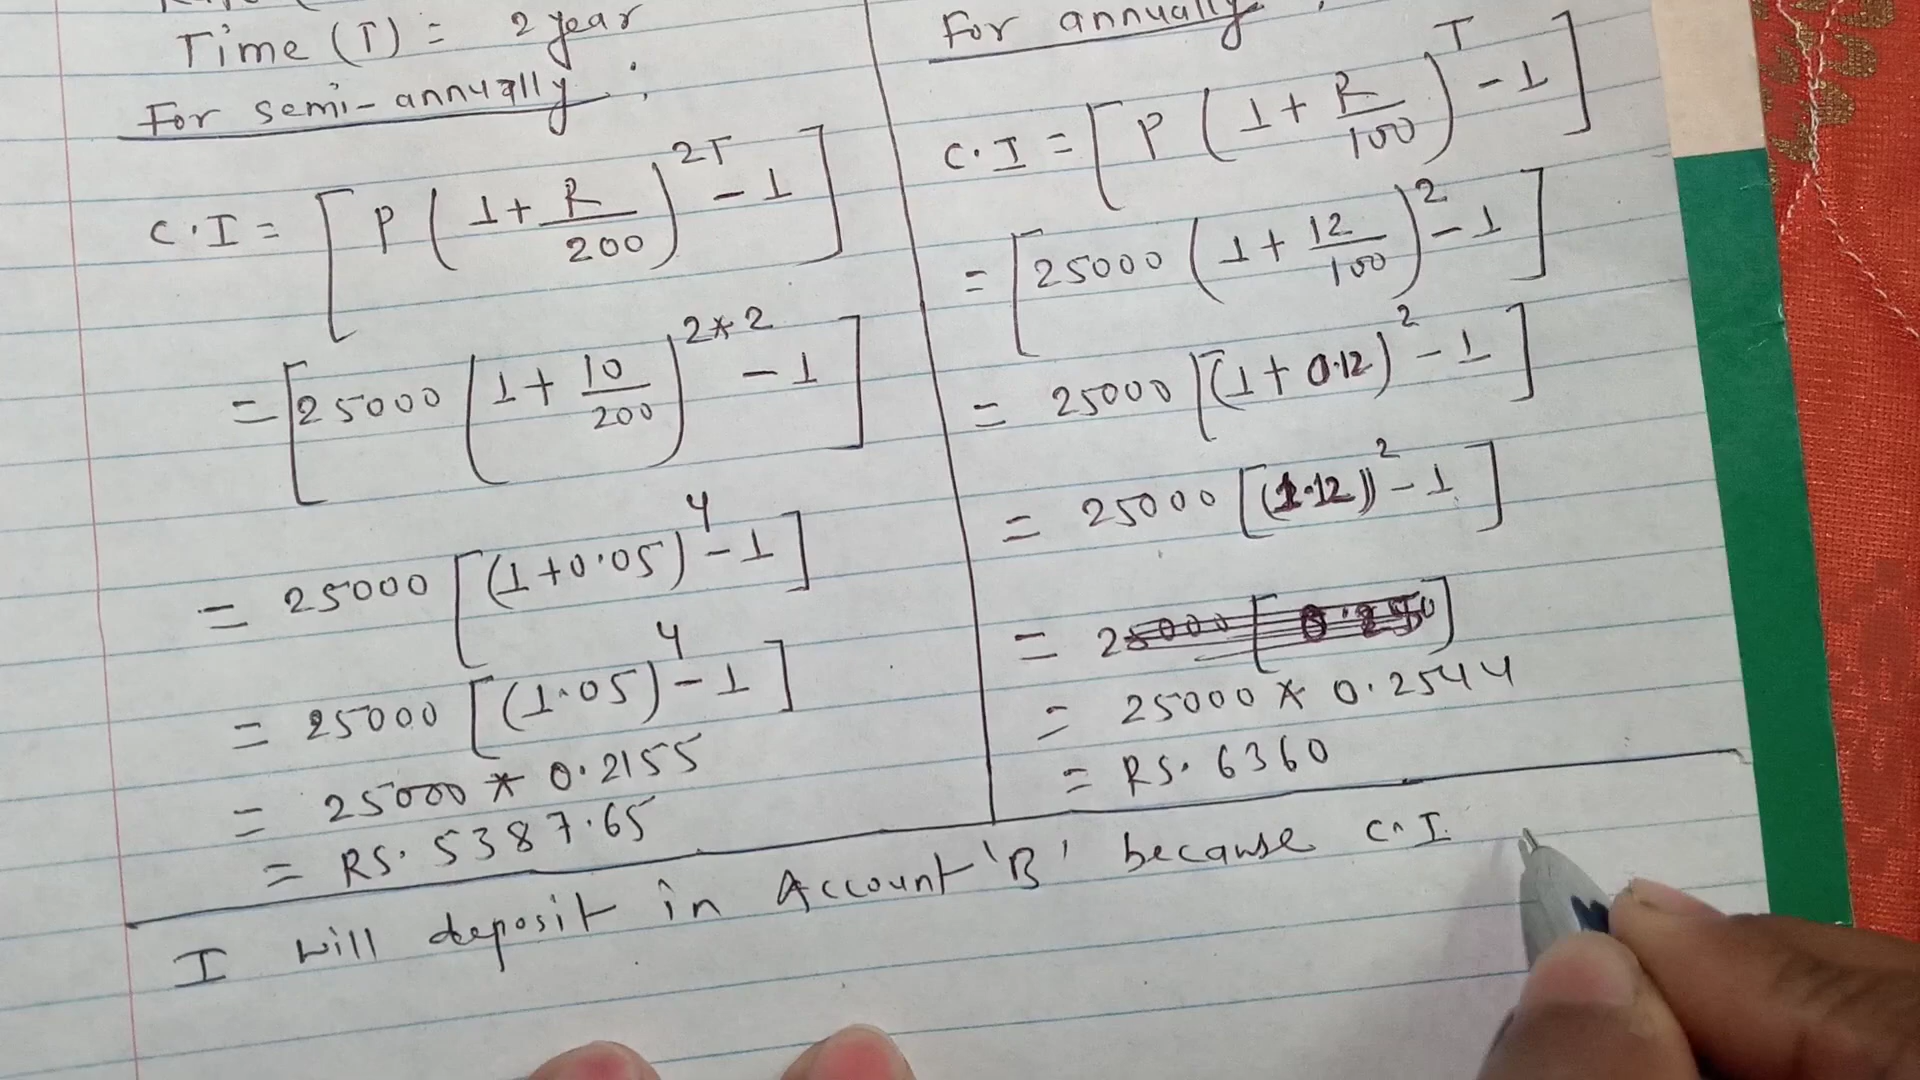 Time (T) = 2 year
For semi-annually :
C.I = [P(1+R/200)^2T - 1]
= [25000(1+10/200)^2*2 - 1]
= 25000[(1+0.05)^4 - 1]
= 25000[(1.05)^4 - 1]
= 25000 * 0.2155
= RS. 5387.65
For annually :
C.I = [P(1+R/100)^T - 1]
= [25000(1+12/100)^2 - 1]
= 25000[(1+0.12)^2 - 1]
= 25000[(1.12)^2 - 1]
= 25000 * 0.2544
= RS. 6360
I will deposit in Account 'B' because C.I.